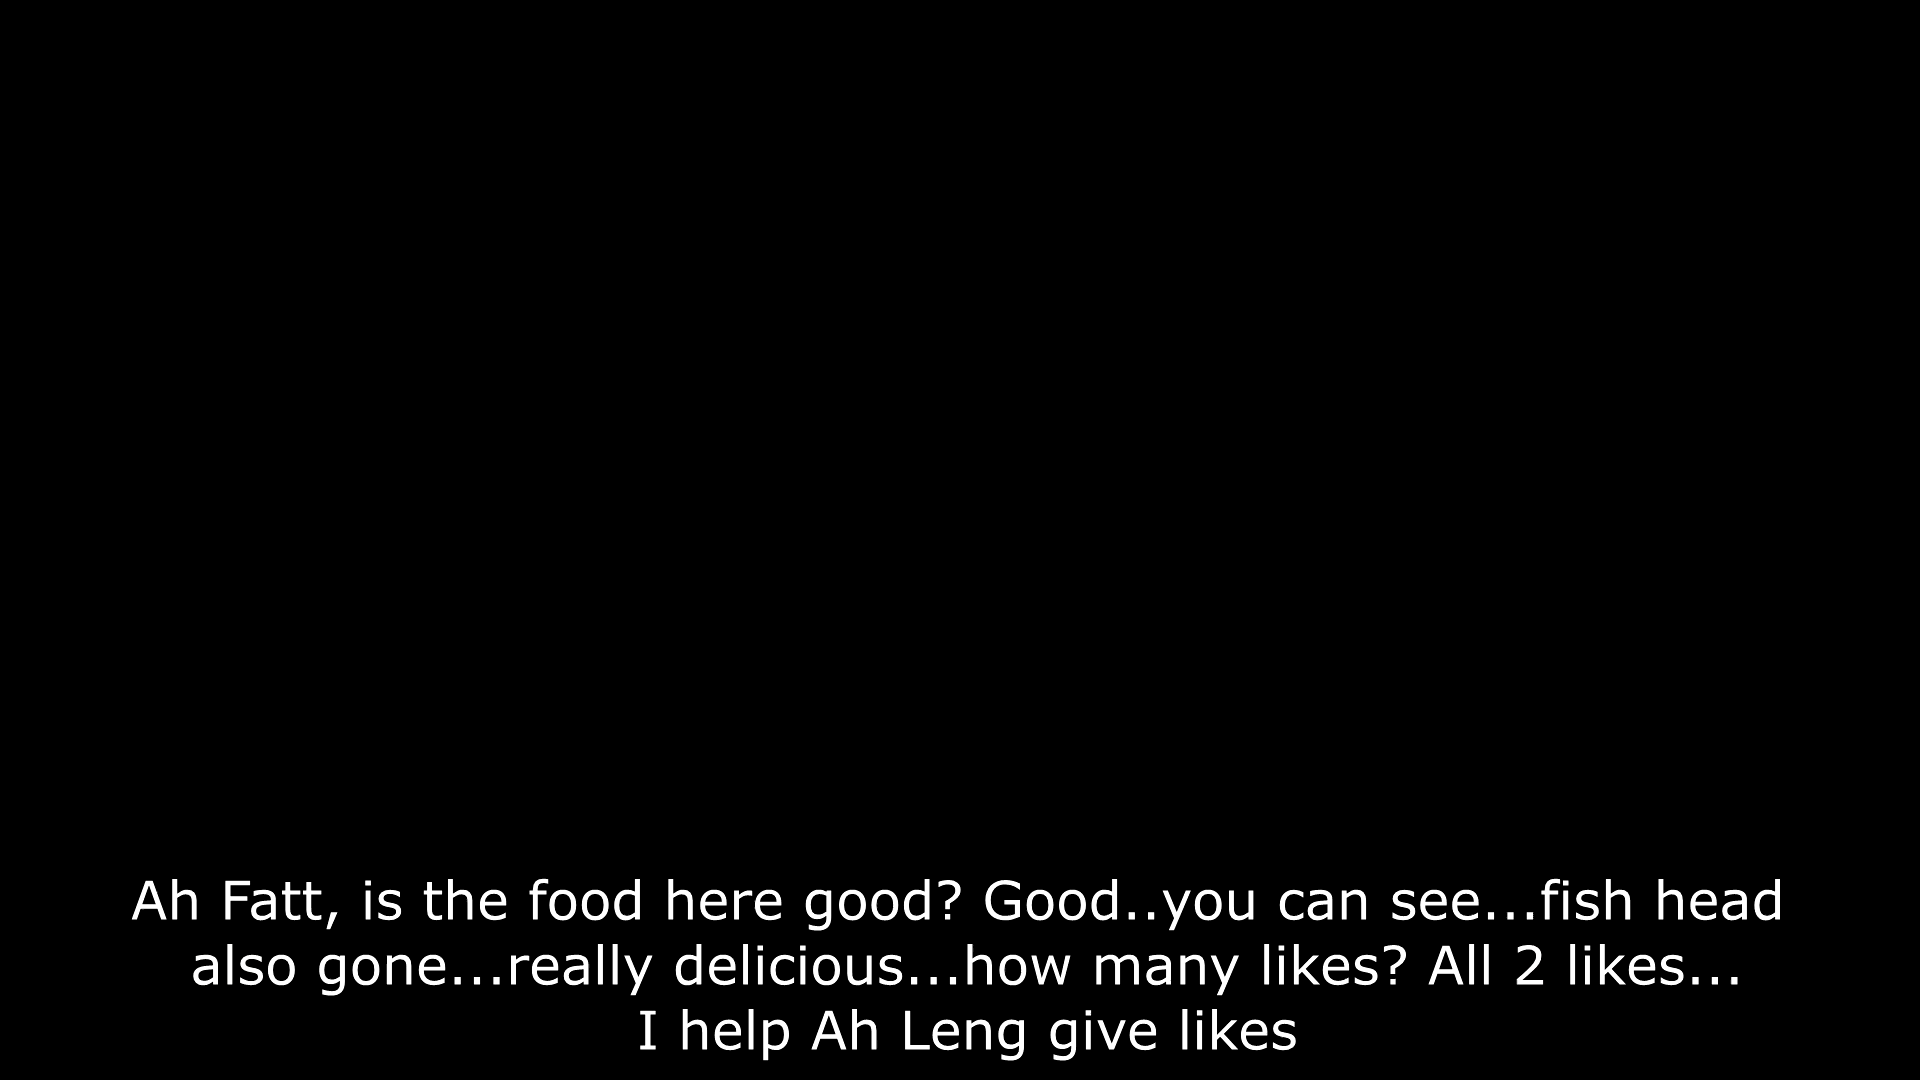 Ah Fatt, is the food here good? Good..you can see...fish head
also gone...really delicious...how many likes? All 2 likes...
I help Ah Leng give likes